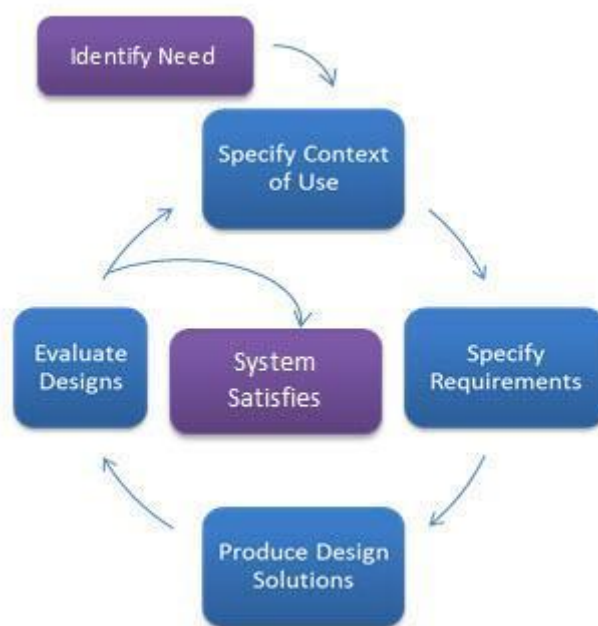 Identify Need
Specify Context
of Use
Evaluate
Designs
System
Satisfies
Specify
Requirements
Produce Design
Solutions